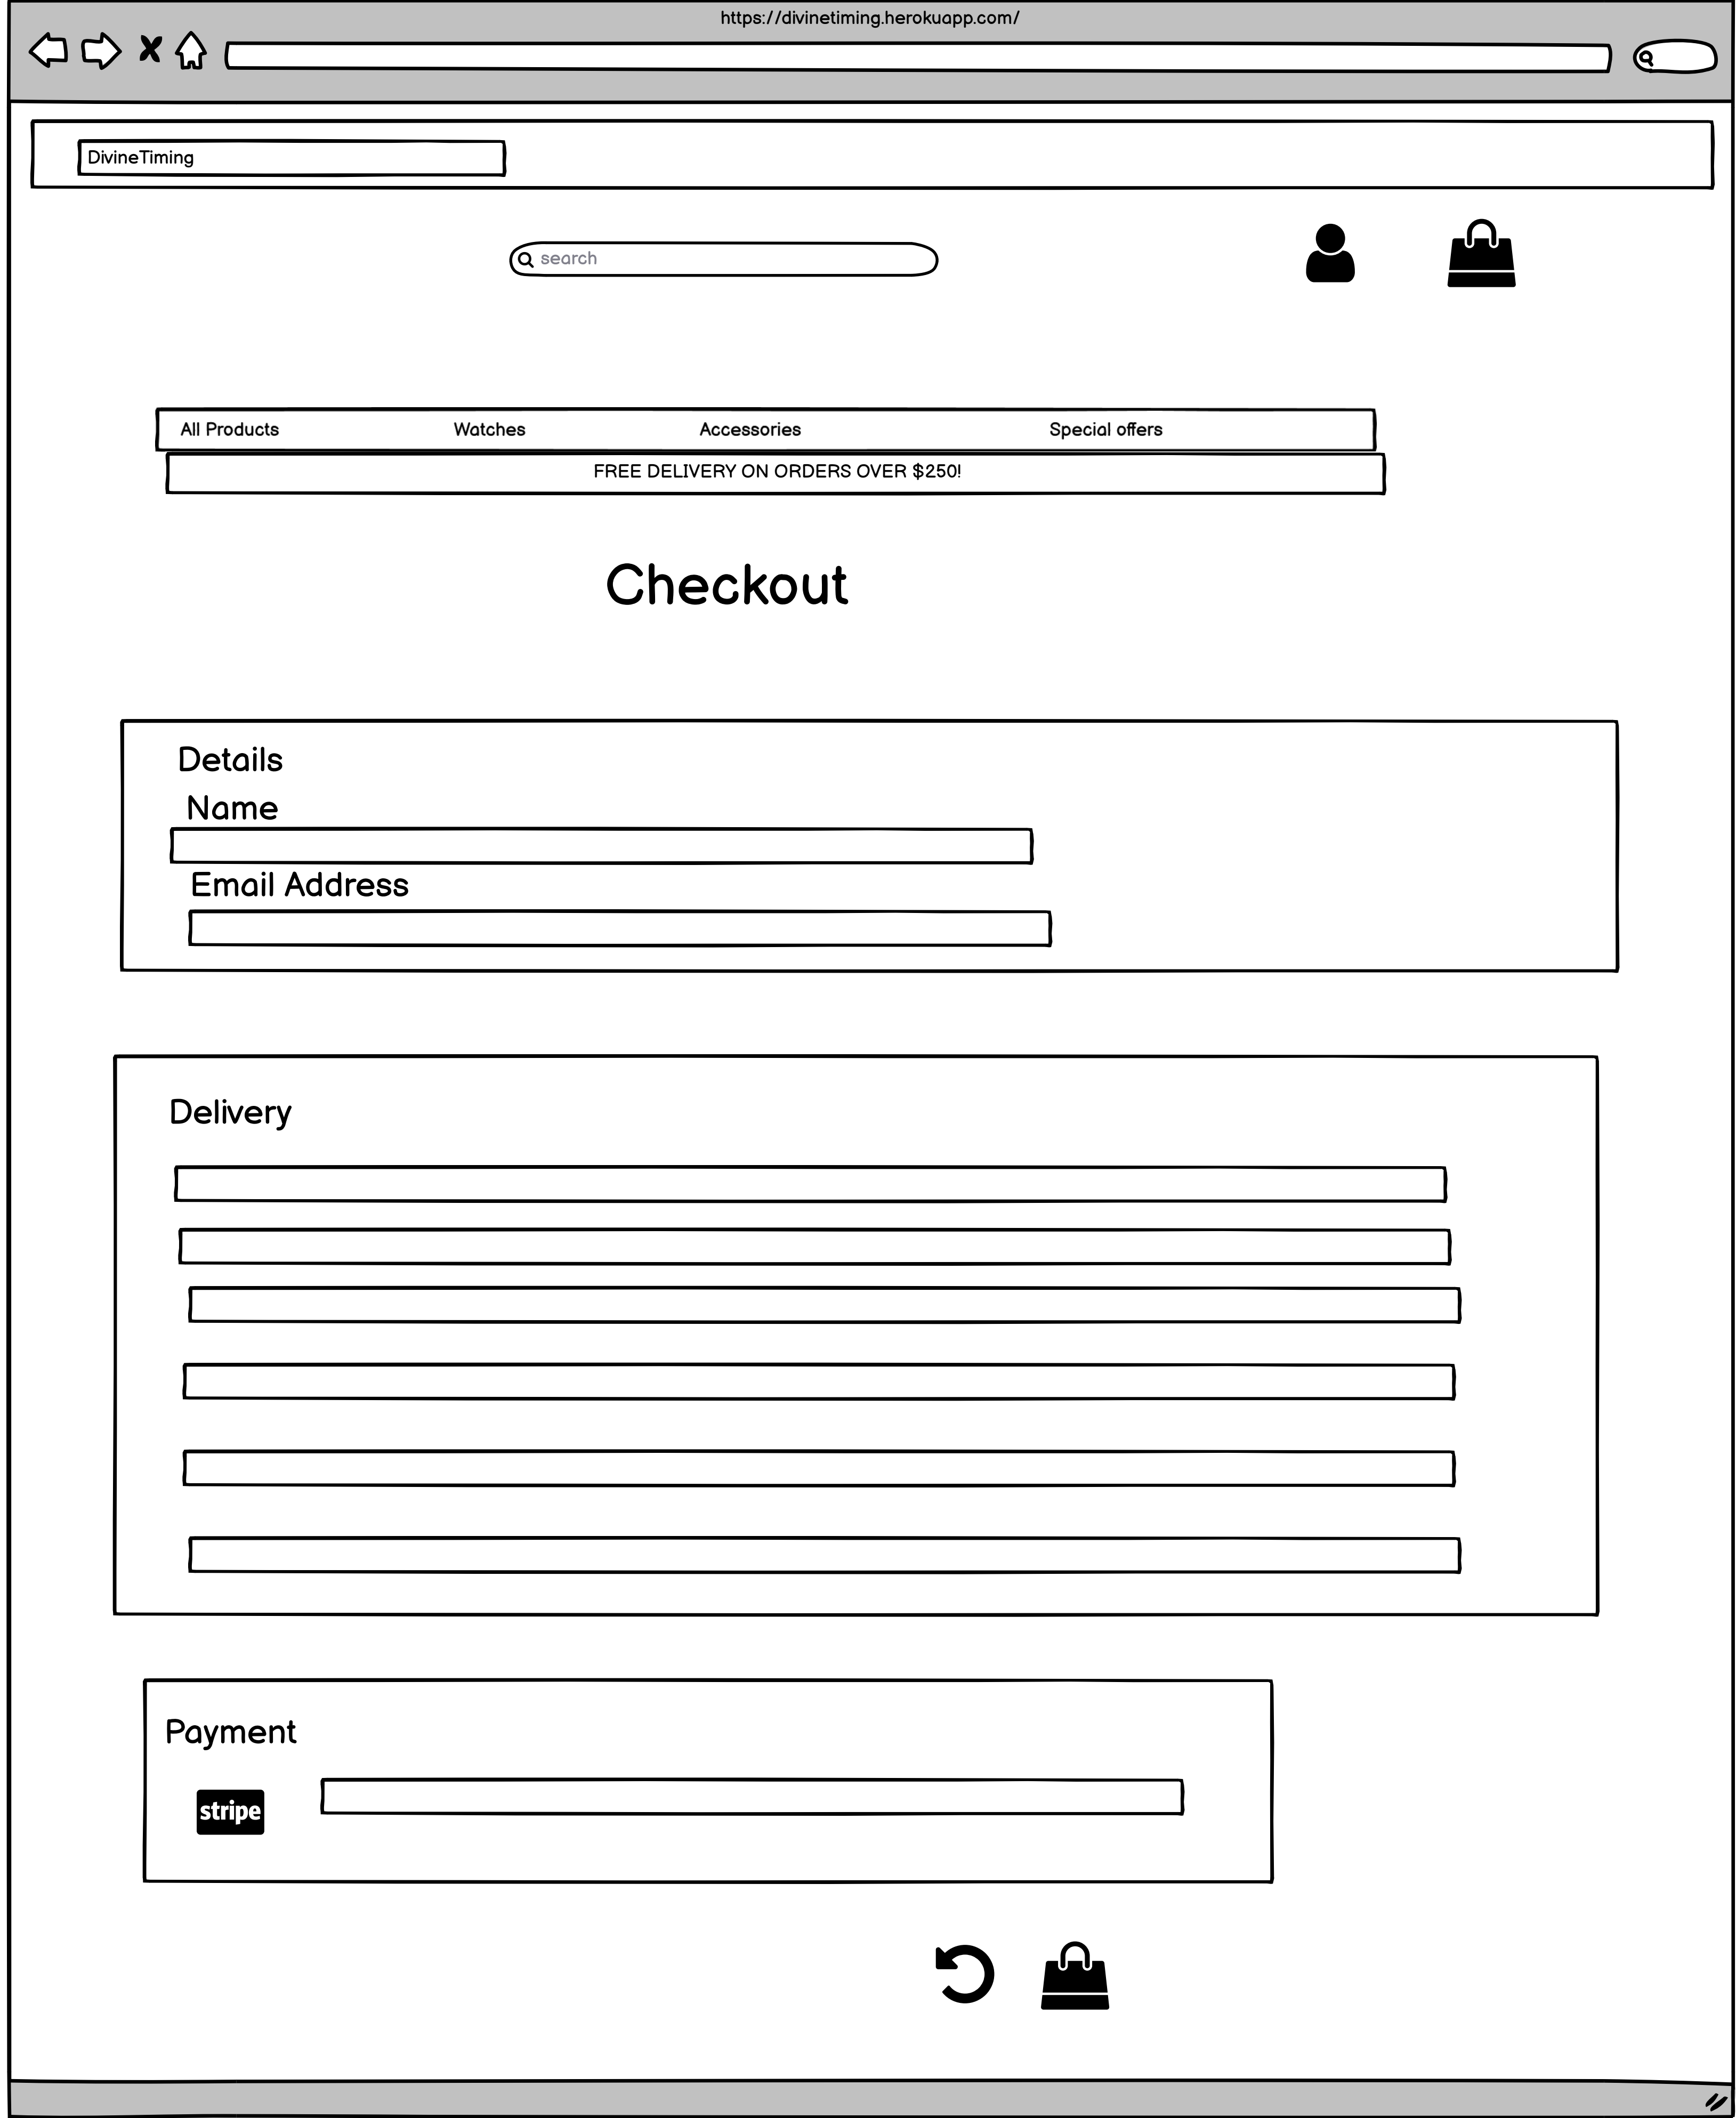 https://divinetiming.herokuapp.com/
DivineTiming
search
All Products Watches Accessories Special offers
FREE DELIVERY ON ORDERS OVER $250!
Checkout
Details
Name
Email Address
Delivery
Payment
stripe